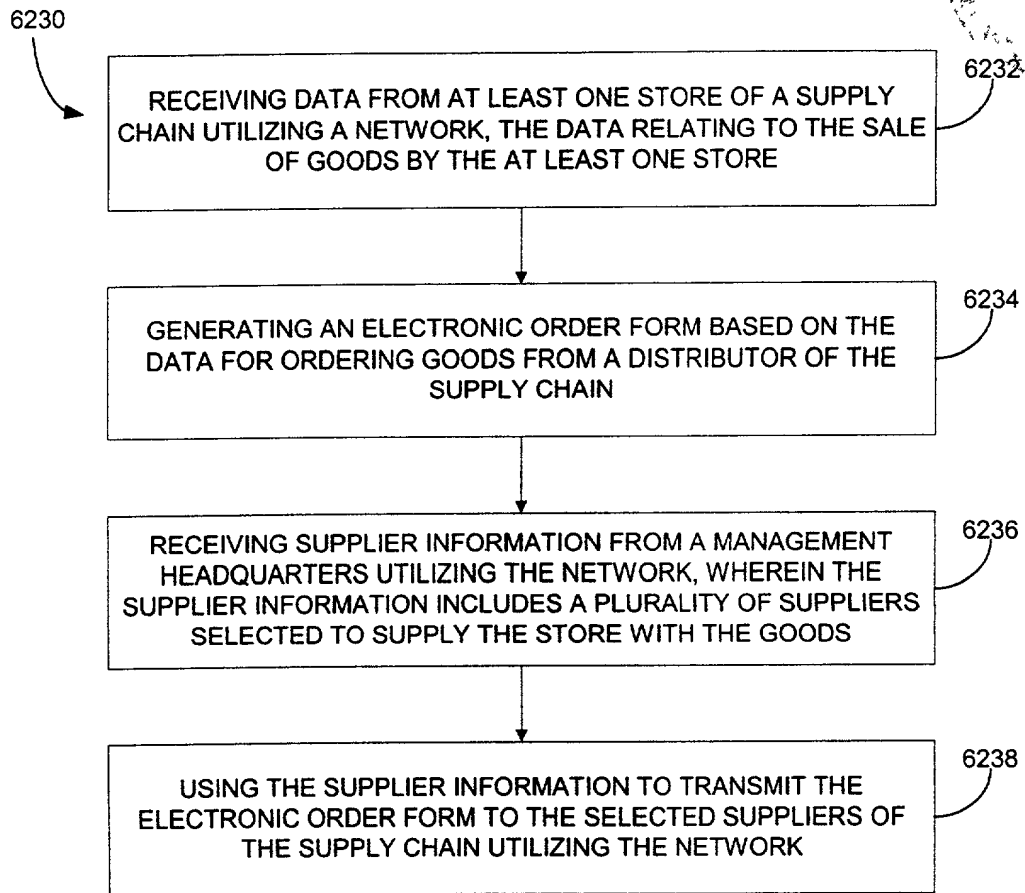 6230
6232
RECEIVING DATA FROM AT LEAST ONE STORE OF A SUPPLY
CHAIN UTILIZING A NETWORK, THE DATA RELATING TO THE SALE
OF GOODS BY THE AT LEAST ONE STORE
6234
GENERATING AN ELECTRONIC ORDER FORM BASED ON THE
DATA FOR ORDERING GOODS FROM A DISTRIBUTOR OF THE
SUPPLY CHAIN
6236
RECEIVING SUPPLIER INFORMATION FROM A MANAGEMENT
HEADQUARTERS UTILIZING THE NETWORK, WHEREIN THE
SUPPLIER INFORMATION INCLUDES A PLURALITY OF SUPPLIERS
SELECTED TO SUPPLY THE STORE WITH THE GOODS
6238
USING THE SUPPLIER INFORMATION TO TRANSMIT THE
ELECTRONIC ORDER FORM TO THE SELECTED SUPPLIERS OF
THE SUPPLY CHAIN UTILIZING THE NETWORK